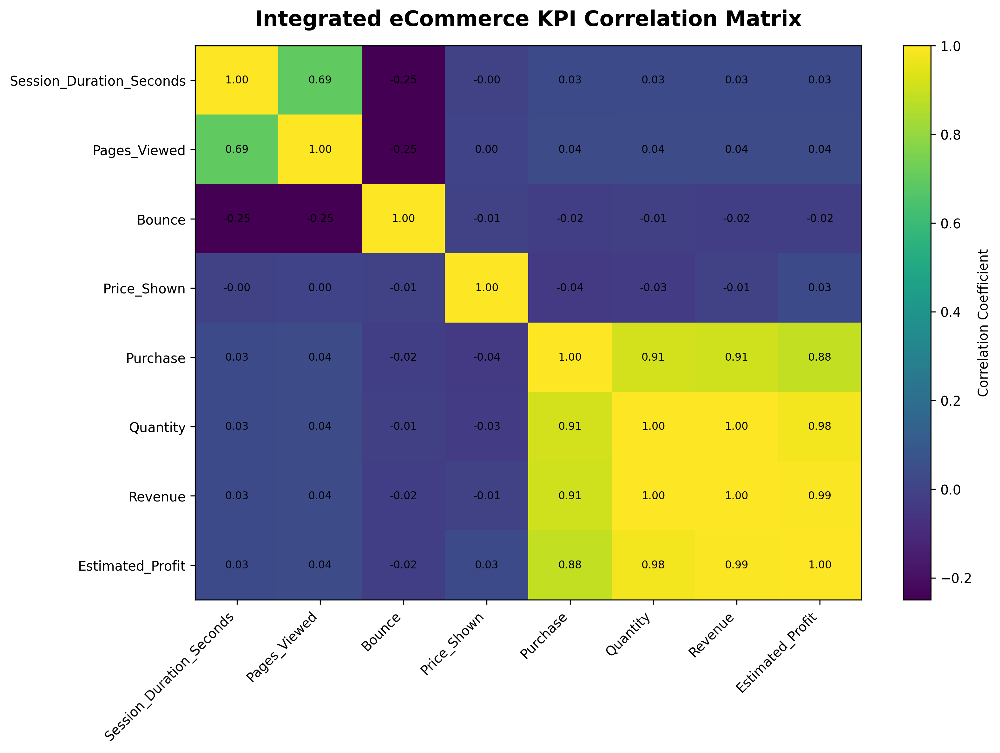 Integrated eCommerce KPI Correlation Matrix
Session_Duration_Seconds 1.00 0.69 -0.25 -0.00 0.03 0.03 0.03 0.03
Pages_Viewed 0.69 1.00 -0.25 0.00 0.04 0.04 0.04 0.04
Bounce -0.25 -0.25 1.00 -0.01 -0.02 -0.01 -0.02 -0.02
Price_Shown -0.00 0.00 -0.01 1.00 -0.04 -0.03 -0.01 0.03
Purchase 0.03 0.04 -0.02 -0.04 1.00 0.91 0.91 0.88
Quantity 0.03 0.04 -0.01 -0.03 0.91 1.00 1.00 0.98
Revenue 0.03 0.04 -0.02 -0.01 0.91 1.00 1.00 0.99
Estimated_Profit 0.03 0.04 -0.02 0.03 0.88 0.98 0.99 1.00
Session_Duration_Seconds
Pages_Viewed
Bounce
Price_Shown
Purchase
Quantity
Revenue
Estimated_Profit
1.0
0.8
0.6
0.4
0.2
0.0
−0.2
Correlation Coefficient